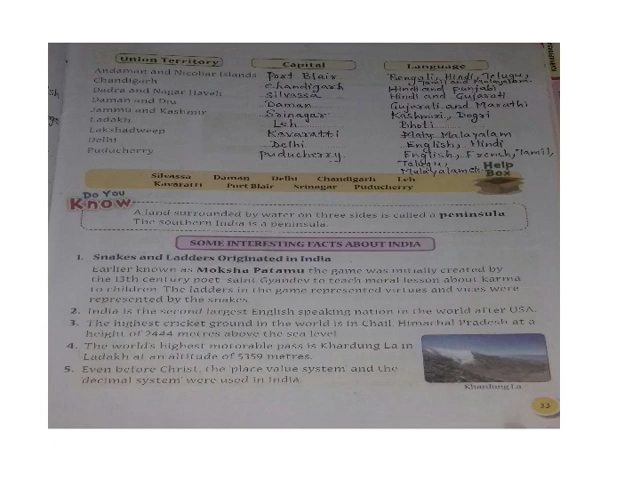 Union Territory Capital Language
Andaman and Nicobar Islands Port Blair Bengali, Hindi, Telugu, Tamil and Malayalam
Chandigarh Chandigarh Hindi and punjabi
Dadra and Nagar Haveli Silvassa Hindi and Gujarati
Daman and Diu Daman Gujurati and Marathi
Jammu and Kashmir Srinagar Kashmiri, Dogri
Ladakh Leh Bhoti
Lakshadweep Kavaratti Malayalam
Delhi Delhi English, Hindi
Puducherry puducherry English, French, Tamil,
Telugu,
Malayalam
Help
Box
Silvassa Daman Delhi Chandigarh Leh
Kavaratti Port Blair Srinagar Puducherry
Do You
Know
A land surrounded by water on three sides is called a peninsula.
The southern India is a peninsula.
SOME INTERESTING FACTS ABOUT INDIA
1. Snakes and Ladders Originated in India
Earlier known as Moksha Patamu the game was initially created by
the 13th century poet saint Gyandev to teach moral lesson about karma
to children. The ladders in the game represented virtues and vices were
represented by the snakes.
2. India is the second largest English speaking nation in the world after USA.
3. The highest cricket ground in the world is in Chail, Himachal Pradesh at a
height of 2444 metres above the sea level.
4. The world's highest motorable pass is Khardung La in
Ladakh at an altitude of 5359 metres.
5. Even before Christ, the 'place value system' and the
'decimal system' were used in India.
Khardung La
33